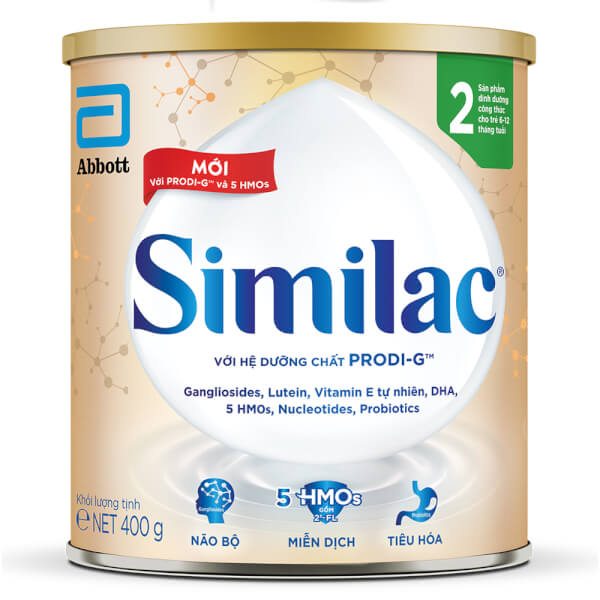 Abbott
2
Sản phẩm
dinh dưỡng
công thức
cho trẻ 6-12
tháng tuổi
MỚI
Với PRODI-G™ và 5 HMOs
Similac®
VỚI HỆ DƯỠNG CHẤT PRODI-G™
Gangliosides, Lutein, Vitamin E tự nhiên, DHA,
5 HMOs, Nucleotides, Probiotics
Khối lượng tịnh
℮ NET 400 g
Gangliosides
NÃO BỘ
5 HMOs
GỒM
2'-FL
MIỄN DỊCH
Probiotics
TIÊU HÓA